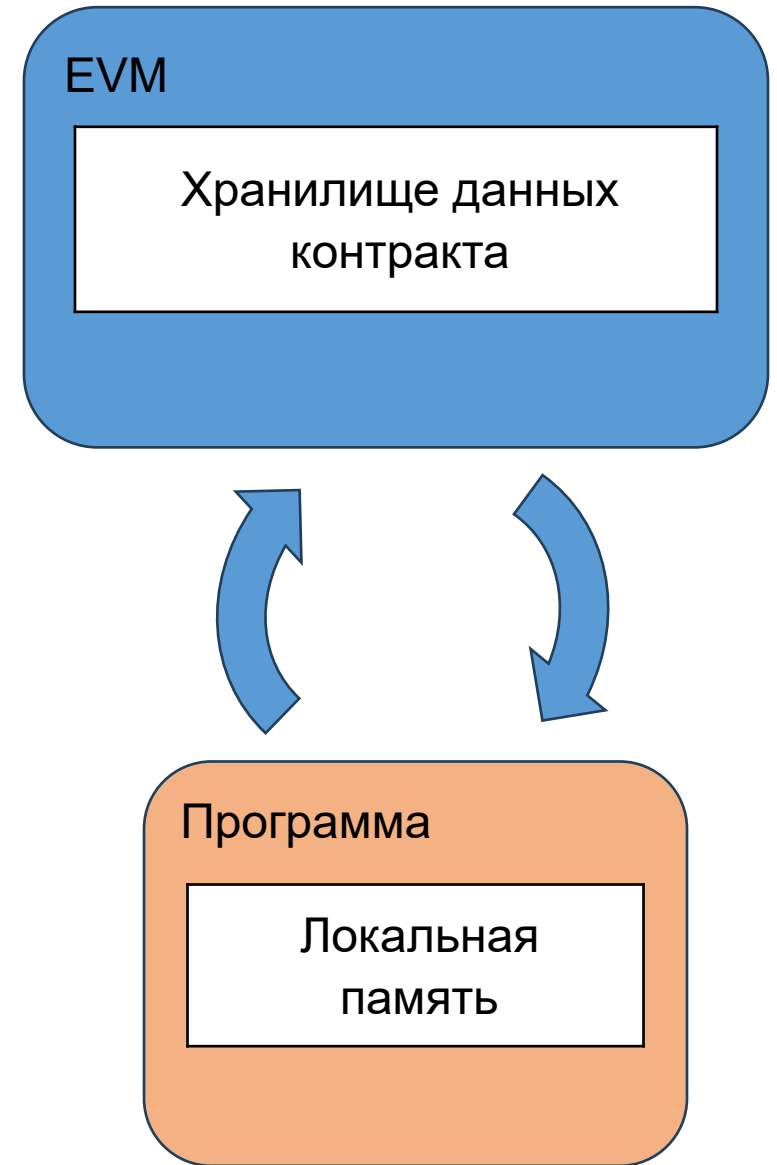 EVM
Хранилище данных
контракта
Программа
Локальная
память